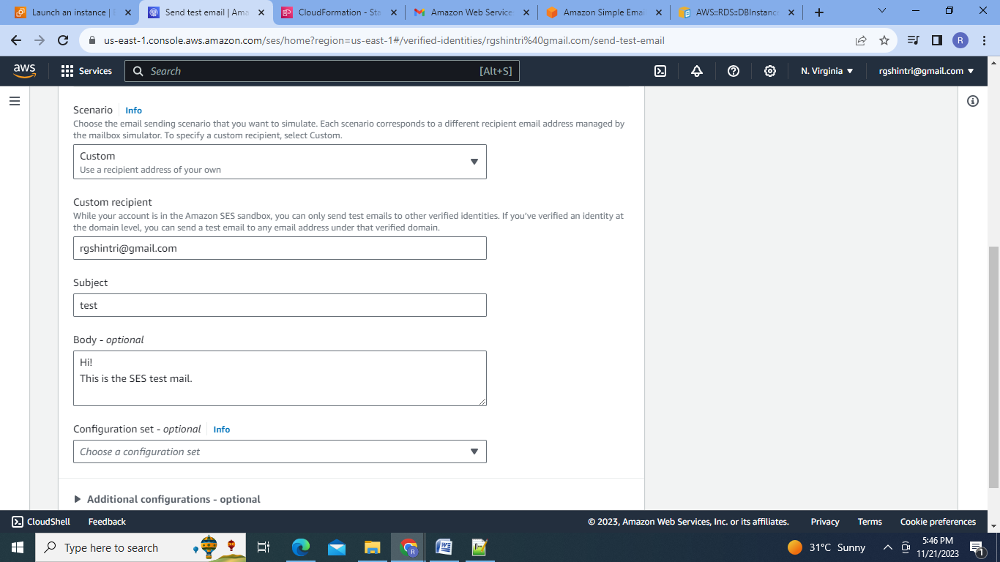 Launch an instance | E
Send test email | Ama
CloudFormation - Sta
Amazon Web Service
Amazon Simple Emai
AWS::RDS::DBInstanc
us-east-1.console.aws.amazon.com/ses/home?region=us-east-1#/verified-identities/rgshintri%40gmail.com/send-test-email
R
aws
Services
Search
[Alt+S]
N. Virginia
rgshintri@gmail.com
Scenario
Info
Choose the email sending scenario that you want to simulate. Each scenario corresponds to a different recipient email address managed by
the mailbox simulator. To specify a custom recipient, select Custom.
Custom
Use a recipient address of your own
Custom recipient
While your account is in the Amazon SES sandbox, you can only send test emails to other verified identities. If you've verified an identity at
the domain level, you can send a test email to any email address under that verified domain.
rgshintri@gmail.com
Subject
test
Body - optional
Hi!
This is the SES test mail.
Configuration set - optional
Info
Choose a configuration set
Additional configurations - optional
CloudShell
Feedback
© 2023, Amazon Web Services, Inc. or its affiliates.
Privacy
Terms
Cookie preferences
Type here to search
31°C Sunny
5:46 PM
11/21/2023
1